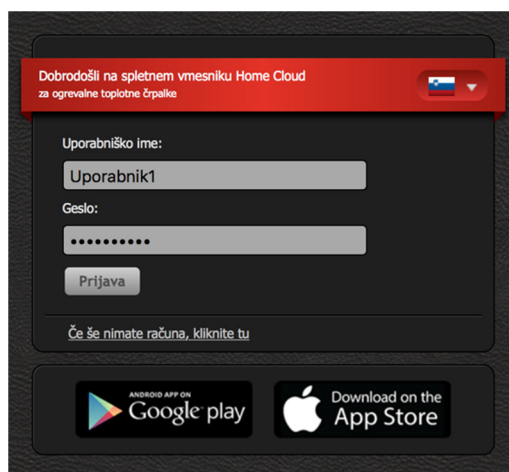 Dobrodošli na spletnem vmesniku Home Cloud
za ogrevalne toplotne črpalke
Uporabniško ime:
Uporabnik1
Geslo:
••••••••••
Prijava
Če še nimate računa, kliknite tu
ANDROID APP ON
Google play
Download on the
App Store